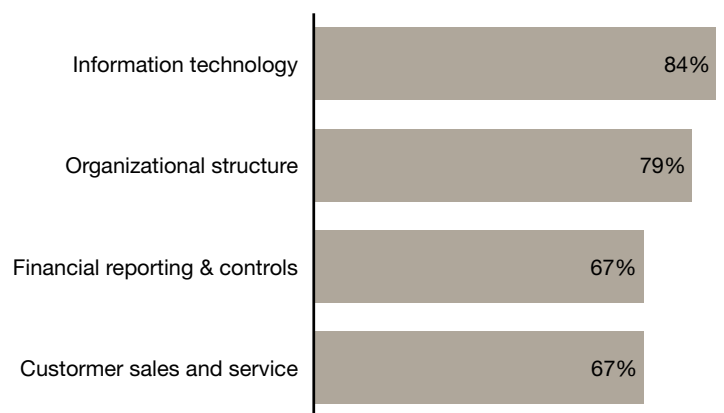 Information technology 84%
Organizational structure 79%
Financial reporting & controls 67%
Custormer sales and service 67%